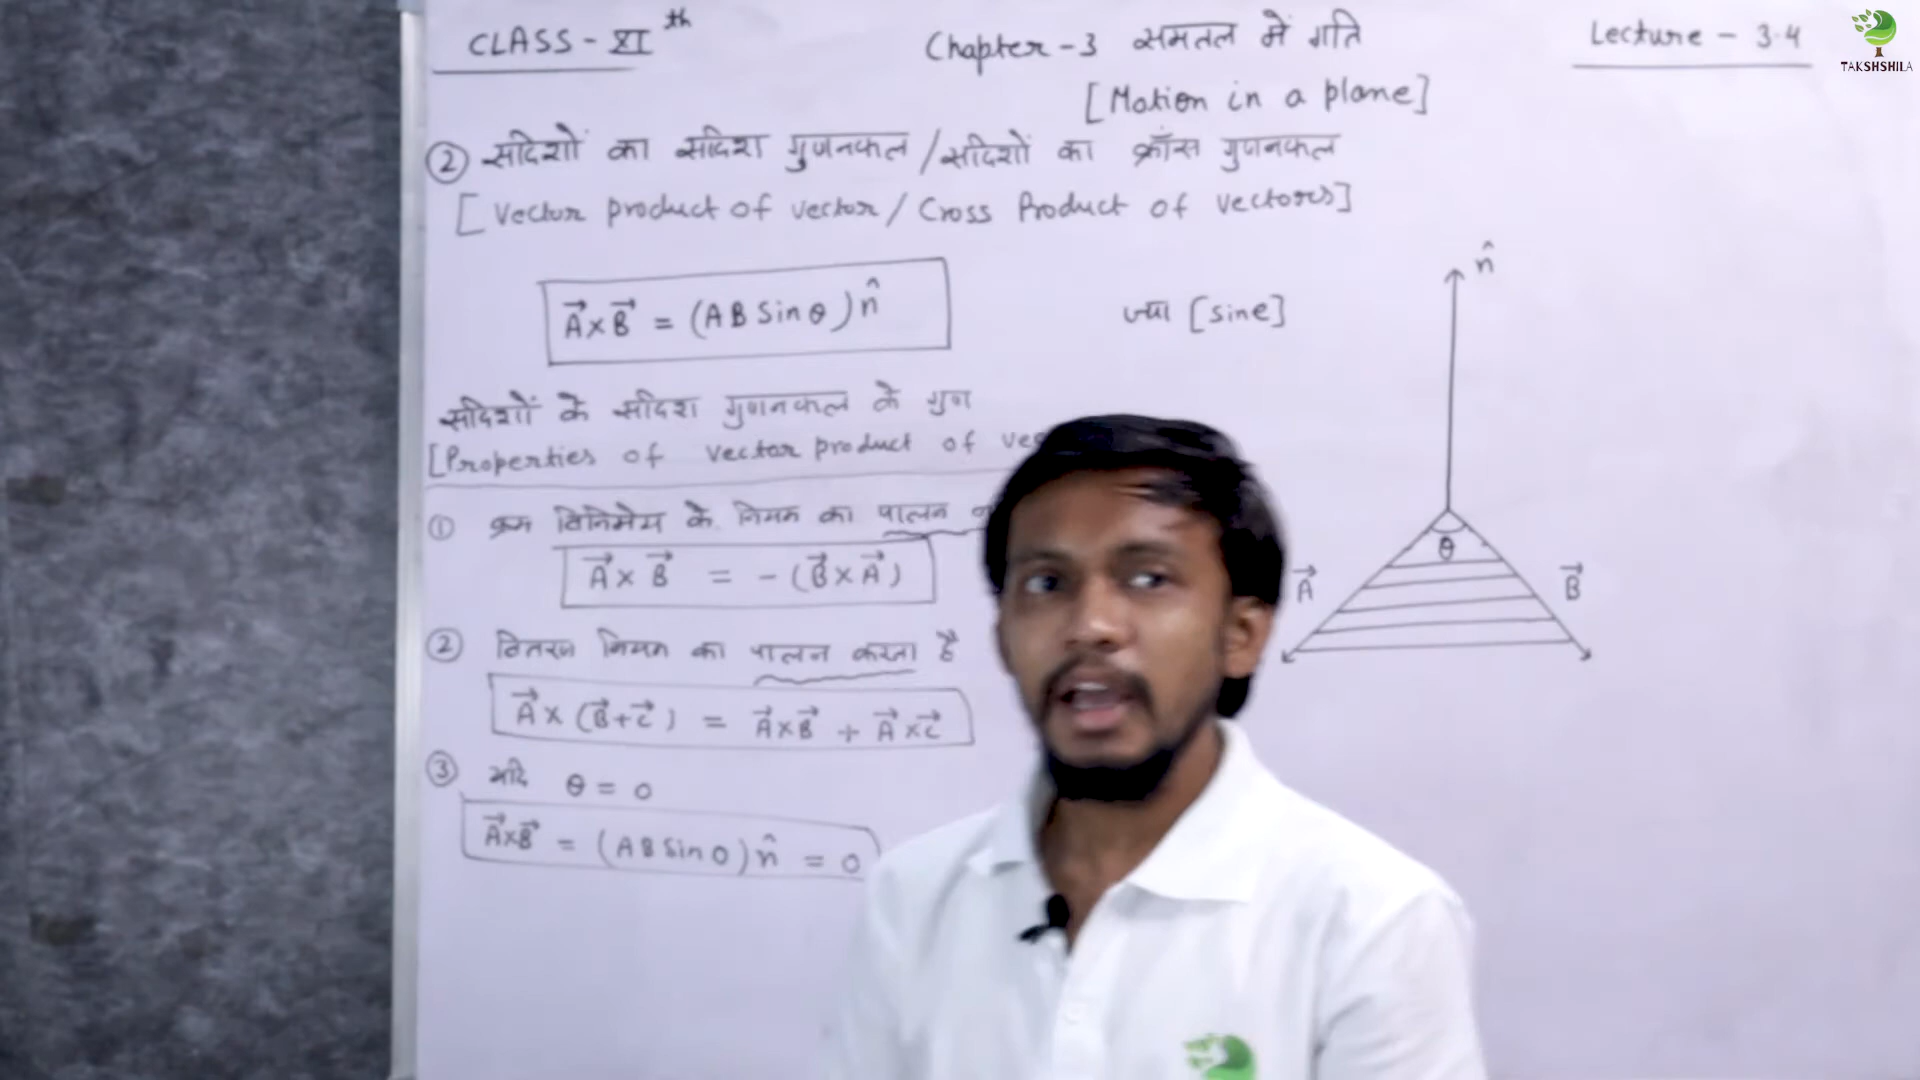 CLASS - XI th
Chapter - 3 समतल में गति
[Motion in a plane]
Lecture - 3.4
TAKSHSHILA
② सदिशों का सदिश गुणनफल / सदिशों का क्रॉस गुणनफल
[Vector product of vector / Cross Product of vectors]
A⃗ × B⃗ = (AB Sin θ) n̂
ज्या [sine]
n̂
θ
A⃗
B⃗
सदिशों के सदिश गुणनफल के गुण
[Properties of vector product of
① क्रम विनिमेय के नियम का पालन
A⃗ × B⃗ = - (B⃗ × A⃗)
② वितरण नियम का पालन करता है
A⃗ × (B⃗ + C⃗) = A⃗ × B⃗ + A⃗ × C⃗
③ यदि θ = 0
A⃗×B⃗ = (AB Sin 0) n̂ = 0